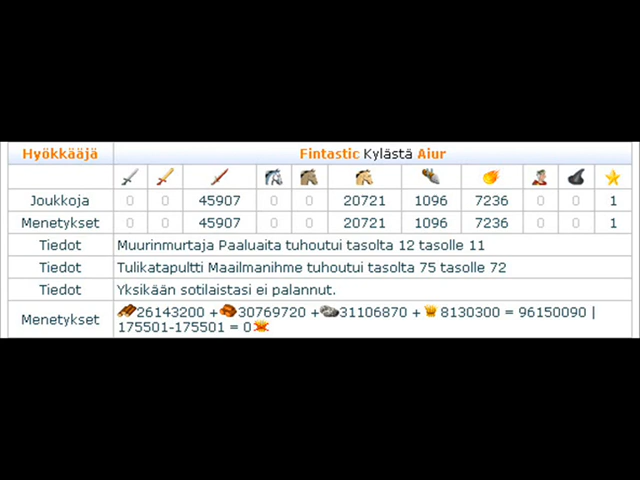 Hyökkääjä Fintastic Kylästä Aiur
Joukkoja 0 0 45907 0 0 20721 1096 7236 0 0 1
Menetykset 0 0 45907 0 0 20721 1096 7236 0 0 1
Tiedot Muurinmurtaja Paaluaita tuhoutui tasolta 12 tasolle 11
Tiedot Tulikatapultti Maailmanihme tuhoutui tasolta 75 tasolle 72
Tiedot Yksikään sotilaistasi ei palannut.
Menetykset 26143200 + 30769720 + 31106870 + 8130300 = 96150090 |
175501-175501 = 0